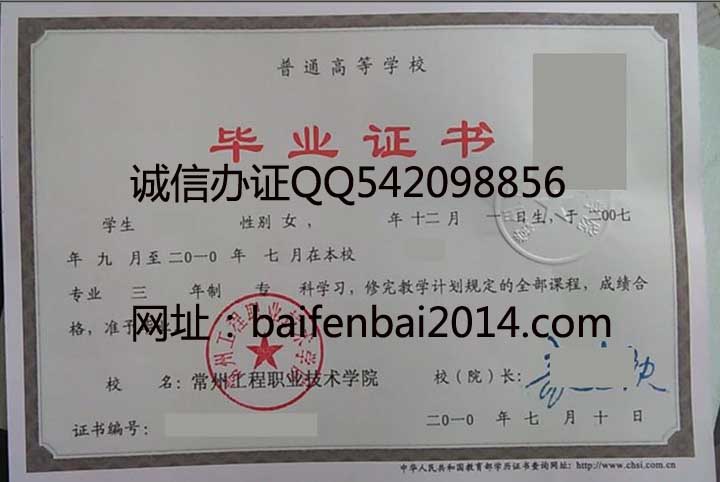 普通高等学校
毕业证书
诚信办证QQ542098856
学生 性别 女， 年 十二月 一日生，于 二00七
年 九 月至 二0一0 年 七 月在本校
专业 三 年制 专 科学习，修完教学计划规定的全部课程，成绩合
格，准予
网址：baifenbai2014.com
校 名：常州工程职业技术学院 校（院）长：
证书编号： 二0一0 年 七 月 十 日
中华人民共和国教育部学历证书查询网址：http://www.chsi.com.cn